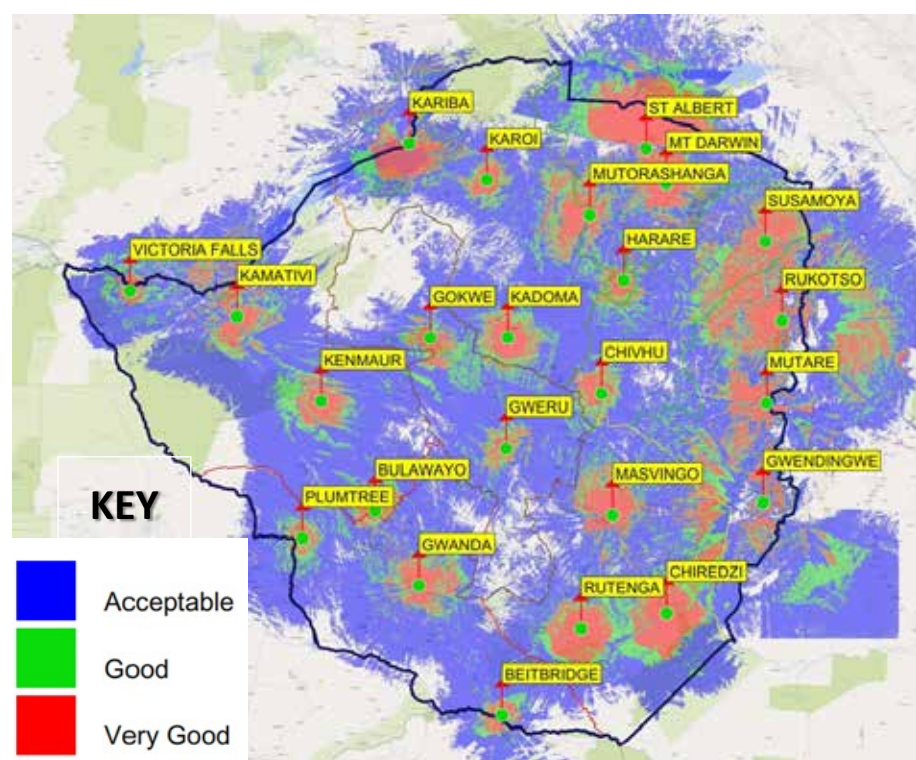 KARIBA
ST ALBERT
KAROI
MT DARWIN
MUTORASHANGA
SUSAMOYA
HARARE
VICTORIA FALLS
KAMATIVI
RUKOTSO
GOKWE
KADOMA
CHIVHU
KENMAUR
MUTARE
GWERU
BULAWAYO
MASVINGO
GWENDINGWE
PLUMTREE
GWANDA
RUTENGA
CHIREDZI
BEITBRIDGE
KEY
Acceptable
Good
Very Good